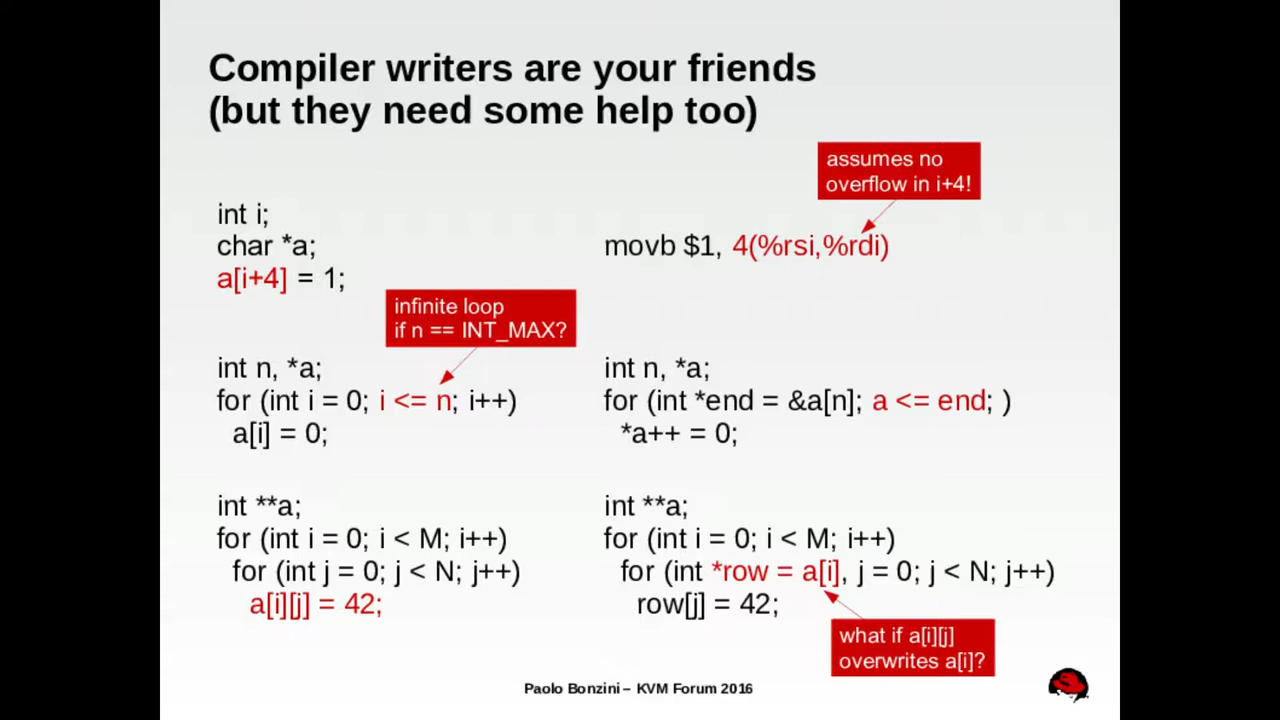 Compiler writers are your friends
(but they need some help too)
assumes no
overflow in i+4!
int i;
char *a;
a[i+4] = 1;
movb $1, 4(%rsi,%rdi)
infinite loop
if n == INT_MAX?
int n, *a;
for (int i = 0; i <= n; i++)
a[i] = 0;
int n, *a;
for (int *end = &a[n]; a <= end; )
*a++ = 0;
int **a;
for (int i = 0; i < M; i++)
for (int j = 0; j < N; j++)
a[i][j] = 42;
int **a;
for (int i = 0; i < M; i++)
for (int *row = a[i], j = 0; j < N; j++)
row[j] = 42;
what if a[i][j]
overwrites a[i]?
Paolo Bonzini – KVM Forum 2016